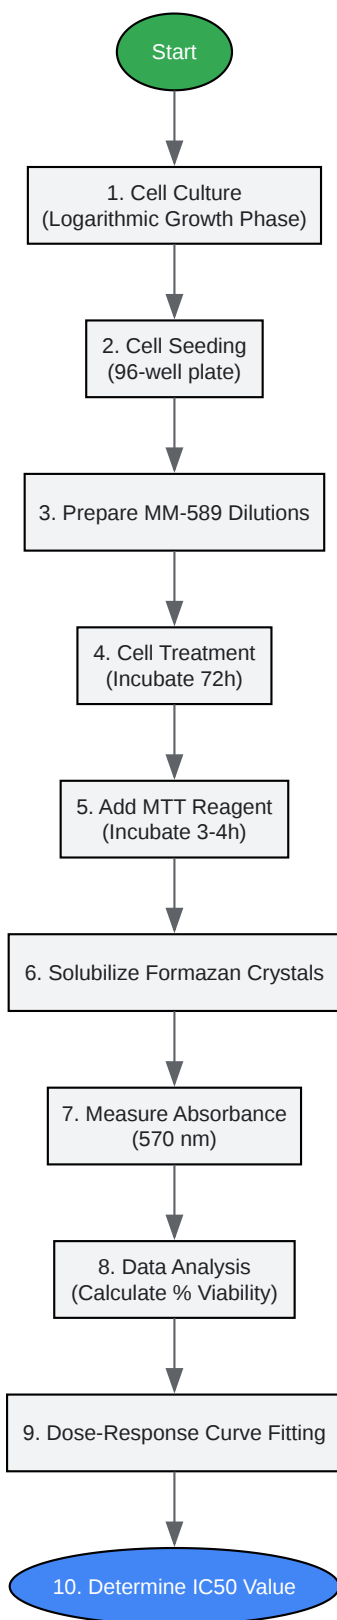 Start
1. Cell Culture
(Logarithmic Growth Phase)
2. Cell Seeding
(96-well plate)
3. Prepare MM-589 Dilutions
4. Cell Treatment
(Incubate 72h)
5. Add MTT Reagent
(Incubate 3-4h)
6. Solubilize Formazan Crystals
7. Measure Absorbance
(570 nm)
8. Data Analysis
(Calculate % Viability)
9. Dose-Response Curve Fitting
10. Determine IC50 Value